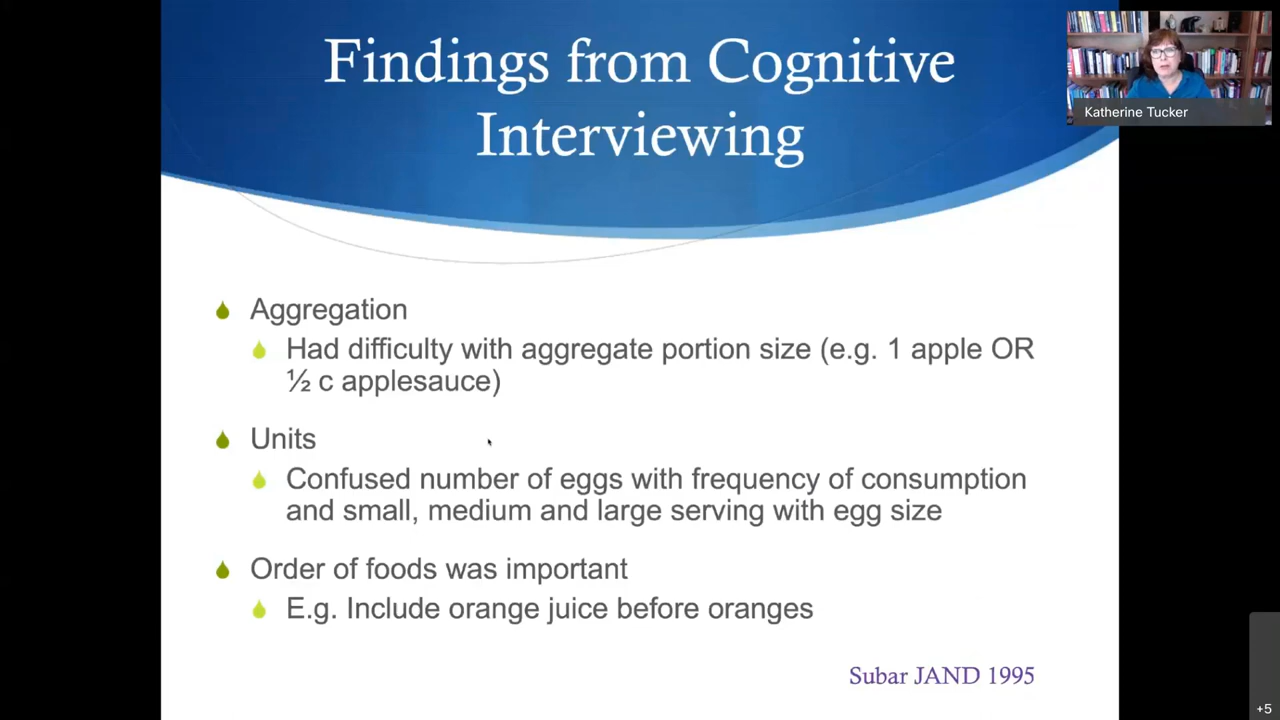 Findings from Cognitive
Interviewing
Katherine Tucker
Aggregation
Had difficulty with aggregate portion size (e.g. 1 apple OR
½ c applesauce)
Units
Confused number of eggs with frequency of consumption
and small, medium and large serving with egg size
Order of foods was important
E.g. Include orange juice before oranges
Subar JAND 1995
+5